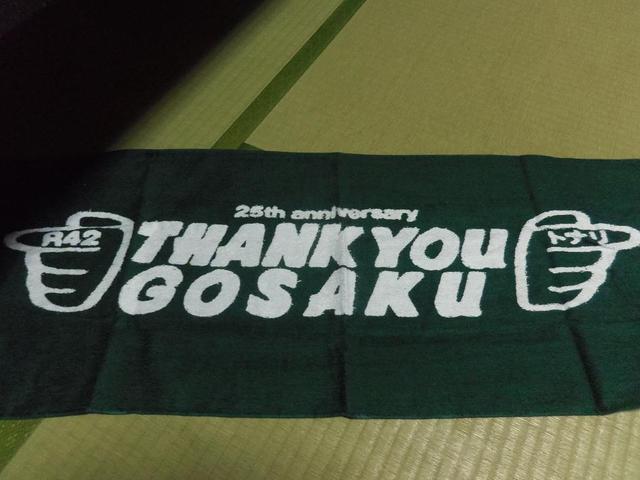 25th anniversary
R42 THANK YOU トナリ
GOSAKU